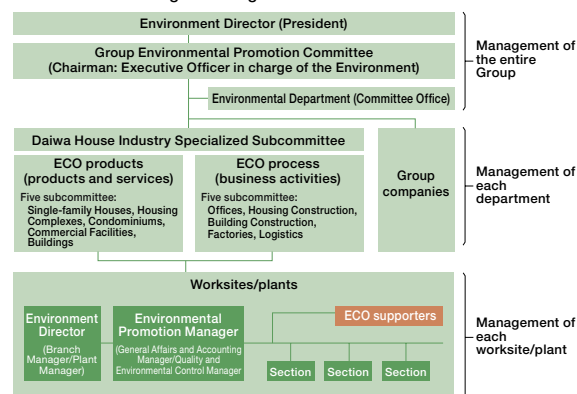 Environment Director (President)
Group Environmental Promotion Committee
(Chairman: Executive Officer in charge of the Environment)
Environmental Department (Committee Office)
Management of
the entire
Group
Daiwa House Industry Specialized Subcommittee
ECO products
(products and services)
Five subcommittee:
Single-family Houses, Housing
Complexes, Condominiums,
Commercial Facilities,
Buildings
ECO process
(business activities)
Five subcommittee:
Offices, Housing Construction,
Building Construction,
Factories, Logistics
Group
companies
Management of
each
department
Worksites/plants
Environment
Director
(Branch
Manager/Plant
Manager)
Environmental
Promotion Manager
(General Affairs and Accounting
Manager/Quality and
Environmental Control Manager
ECO supporters
Section
Section
Section
Management of
each
worksite/plant